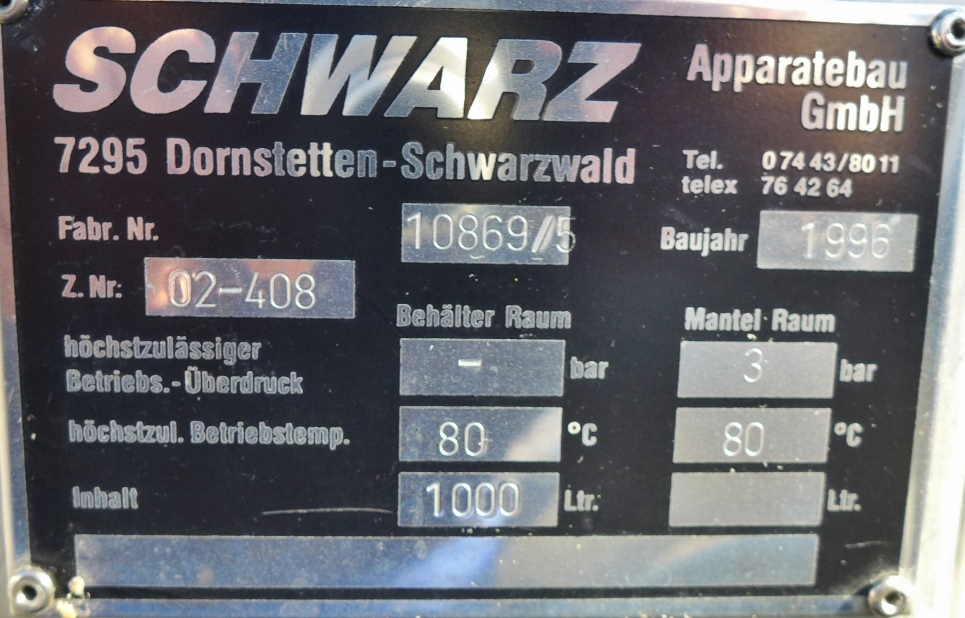 SCHWARZ Apparatebau
GmbH
7295 Dornstetten-Schwarzwald
Tel. 0 74 43/80 11
telex 76 42 64
Fabr. Nr. 10869/5 Baujahr 1996
Z. Nr: 02-408
Behälter Raum Mantel Raum
höchstzulässiger
Betriebs.-Überdruck - bar 3 bar
höchstzul. Betriebstemp. 80 °C 80 °C
Inhalt 1000 Ltr. Ltr.